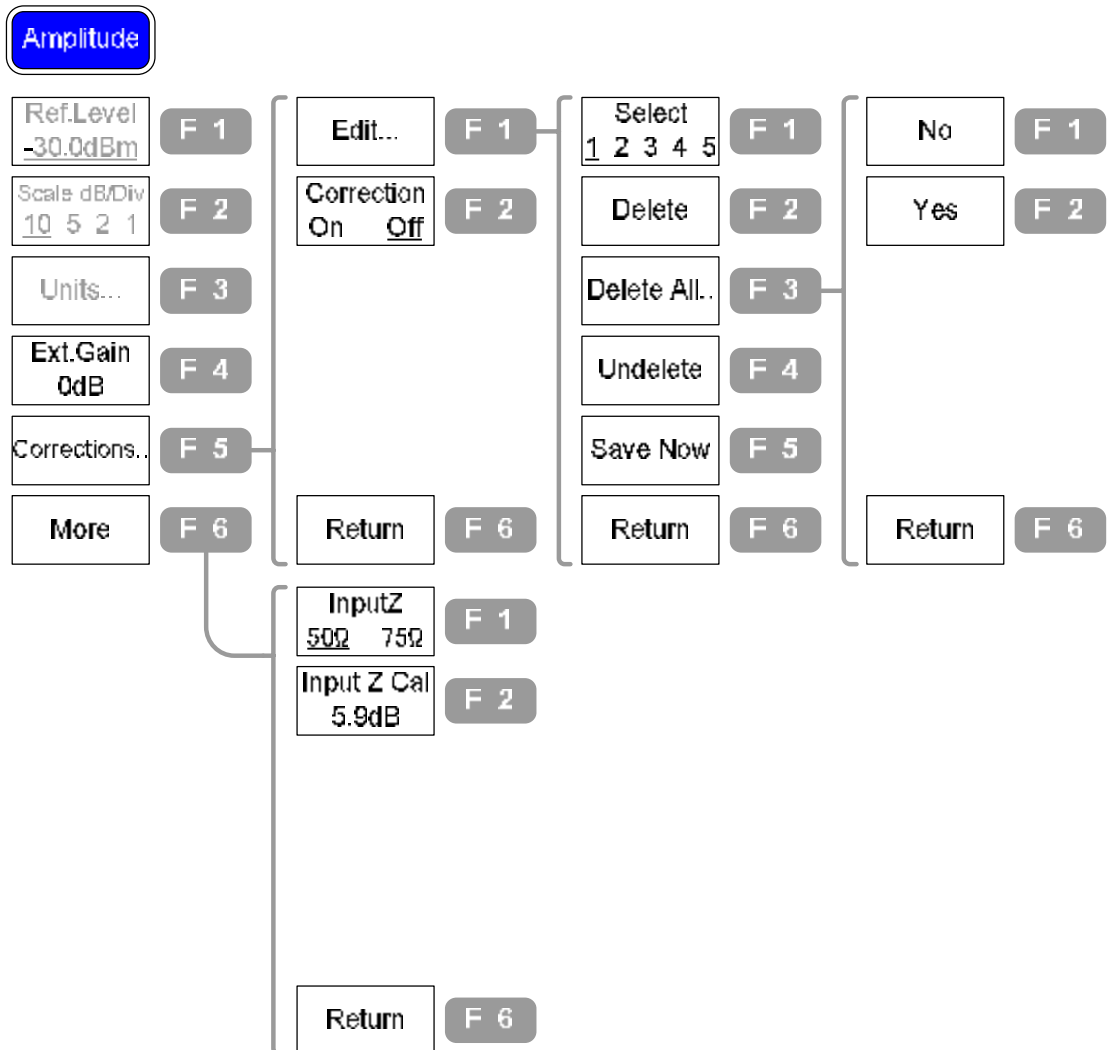 Amplitude
Ref.Level
-30.0dBm
F 1
Scale dB/Div
10 5 2 1
F 2
Units...
F 3
Ext.Gain
0dB
F 4
Corrections..
F 5
More
F 6
Edit...
F 1
Correction
On Off
F 2
Return
F 6
Select
1 2 3 4 5
F 1
Delete
F 2
Delete All..
F 3
Undelete
F 4
Save Now
F 5
Return
F 6
No
F 1
Yes
F 2
Return
F 6
InputZ
50Ω 75Ω
F 1
Input Z Cal
5.9dB
F 2
Return
F 6